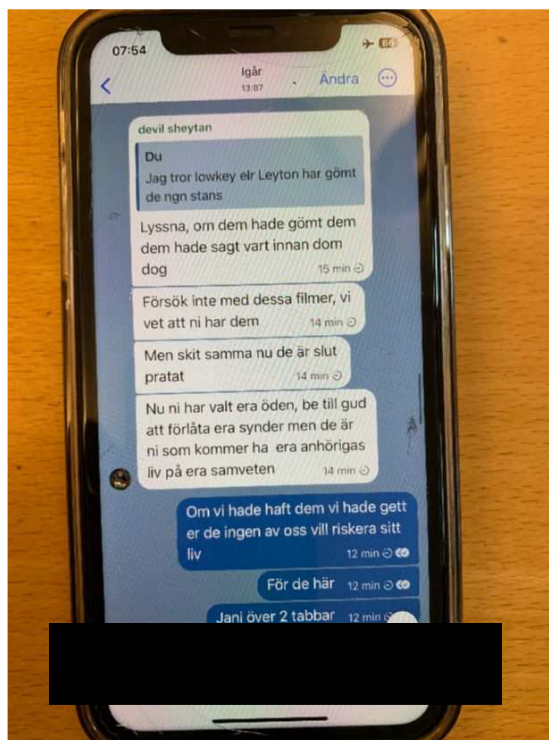 07:54
66
Igår
13:07
Ändra
devil sheytan
Du
Jag tror lowkey elr Leyton har gömt
de ngn stans
Lyssna, om dem hade gömt dem
dem hade sagt vart innan dom
dog
15 min
Försök inte med dessa filmer, vi
vet att ni har dem
14 min
Men skit samma nu de är slut
pratat
14 min
Nu ni har valt era öden, be till gud
att förlåta era synder men de är
ni som kommer ha era anhörigas
liv på era samveten
14 min
Om vi hade haft dem vi hade gett
er de ingen av oss vill riskera sitt
liv
12 min
För de här
12 min
Jani över 2 tabbar
12 min